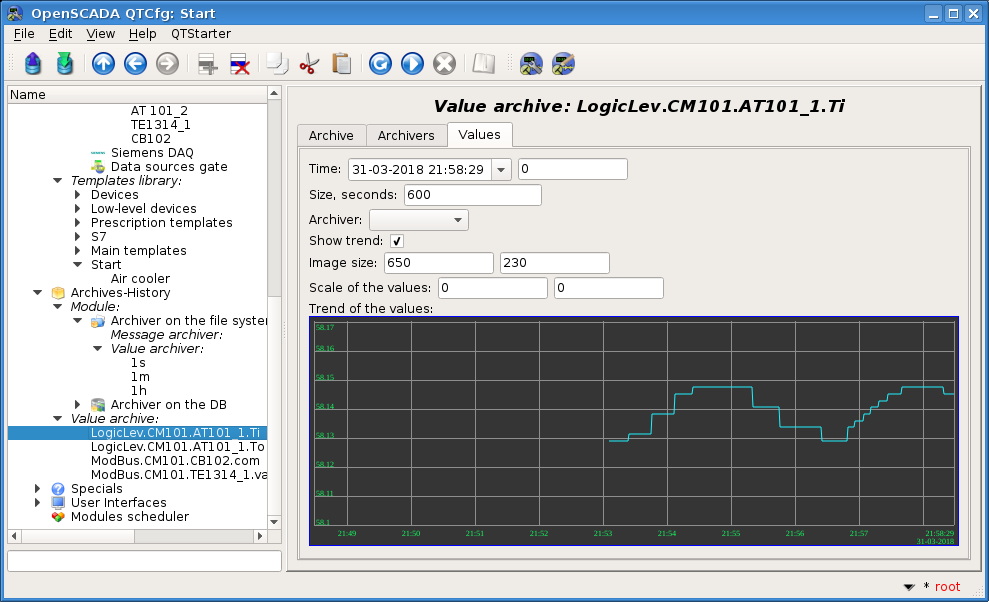 OpenSCADA QTCfg: Start
File Edit View Help QTStarter
Name
AT 101_2
TE1314_1
CB102
Siemens DAQ
Data sources gate
Templates library:
Devices
Low-level devices
Prescription templates
S7
Main templates
Start
Air cooler
Archives-History
Module:
Archiver on the file syster
Message archiver:
Value archiver:
1s
1m
1h
Archiver on the DB
Value archive:
LogicLev.CM101.AT101_1.Ti
LogicLev.CM101.AT101_1.To
ModBus.CM101.CB102.com
ModBus.CM101.TE1314_1.va
Specials
User Interfaces
Modules scheduler
Value archive: LogicLev.CM101.AT101_1.Ti
Archive Archivers Values
Time: 31-03-2018 21:58:29 0
Size, seconds: 600
Archiver:
Show trend:
Image size: 650 230
Scale of the values: 0 0
Trend of the values:
58.17
58.16
58.15
58.14
58.13
58.12
58.11
58.1
21:49 21:50 21:51 21:52 21:53 21:54 21:55 21:56 21:57 21:58:29
31-03-2018
* root